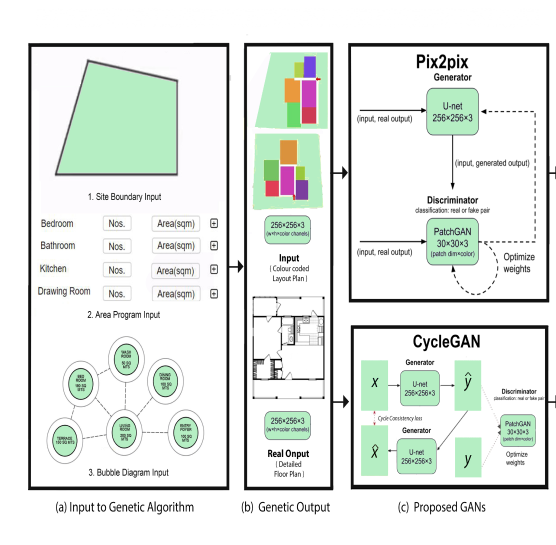 1. Site Boundary Input
Bedroom Nos. Area(sqm)
Bathroom Nos. Area(sqm)
Kitchen Nos. Area(sqm)
Drawing Room Nos. Area(sqm)
2. Area Program Input
WASH
ROOM
BED
ROOM
DINING
ROOM
TERRACE
LIVING
ROOM
ENTRY
FOYER
3. Bubble Diagram Input
(a) Input to Genetic Algorithm
256×256×3
(w×h×color channels)
Input
( Colour coded
Layout Plan )
256×256×3
(w×h×color channels)
Real Onput
( Detailed
Floor Plan )
(b) Genetic Output
Pix2pix
Generator
U-net
256×256×3
(input, real output)
(input, generated output)
Discriminator
classification: real or fake pair
PatchGAN
30×30×3
(patch dim×color)
(input, real output)
Optimize
weights
CycleGAN
Generator
x
U-net
256×256×3
ŷ
Discriminator
classification: real or fake pair
Cycle Consistency loss
PatchGAN
30×30×3
(patch dim×color)
Generator
x̂
U-net
256×256×3
y
Optimize
weights
(c) Proposed GANs